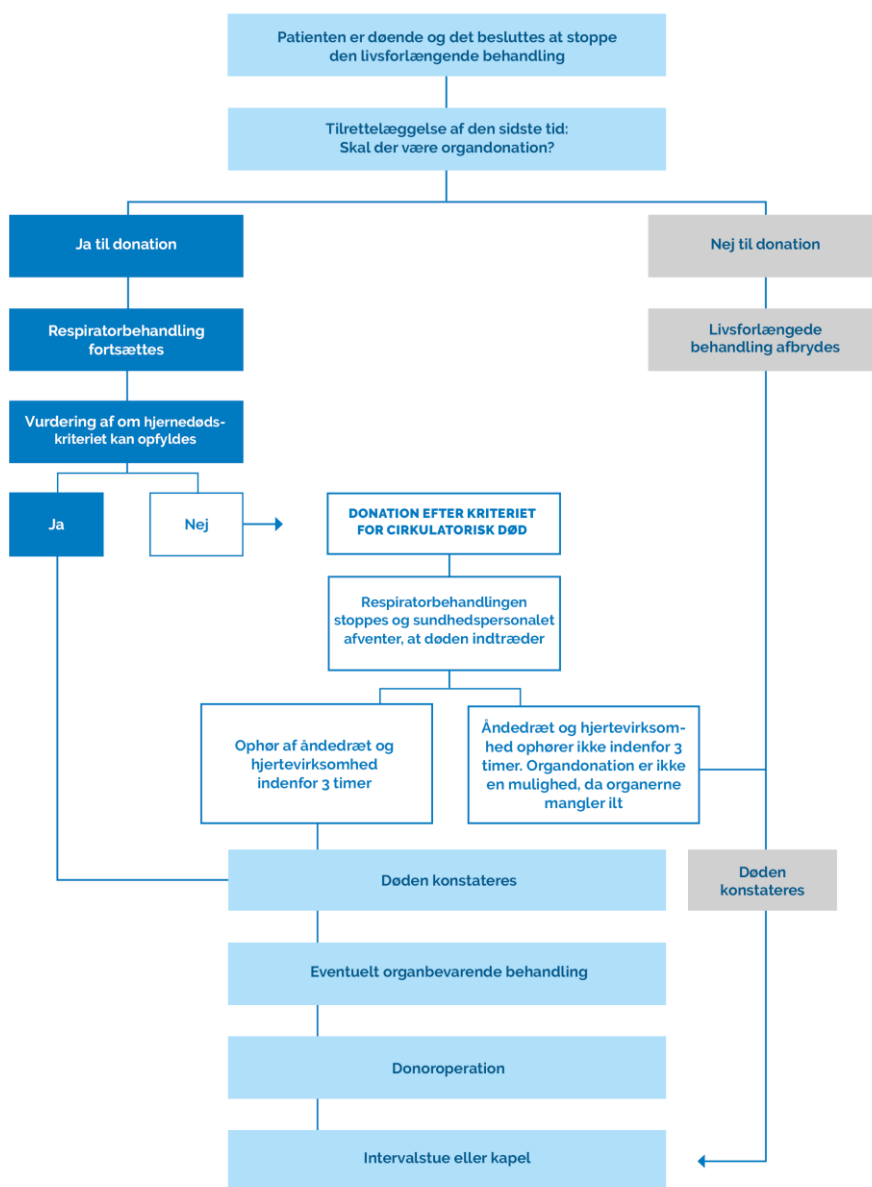 Patienten er døende og det besluttes at stoppe
den livsforlængende behandling
Tilrettelæggelse af den sidste tid:
Skal der være organdonation?
Ja til donation
Nej til donation
Respiratorbehandling
fortsættes
Livsforlængede
behandling afbrydes
Vurdering af om hjernedøds-
kriteriet kan opfyldes
Ja
Nej
DONATION EFTER KRITERIET
FOR CIRKULATORISK DØD
Respiratorbehandlingen
stoppes og sundhedspersonalet
afventer, at døden indtræder
Ophør af åndedræt og
hjertevirksomhed
indenfor 3 timer
Åndedræt og hjertevirksom-
hed ophører ikke indenfor 3
timer. Organdonation er ikke
en mulighed, da organerne
mangler ilt
Døden konstateres
Døden
konstateres
Eventuelt organbevarende behandling
Donoroperation
Intervalstue eller kapel